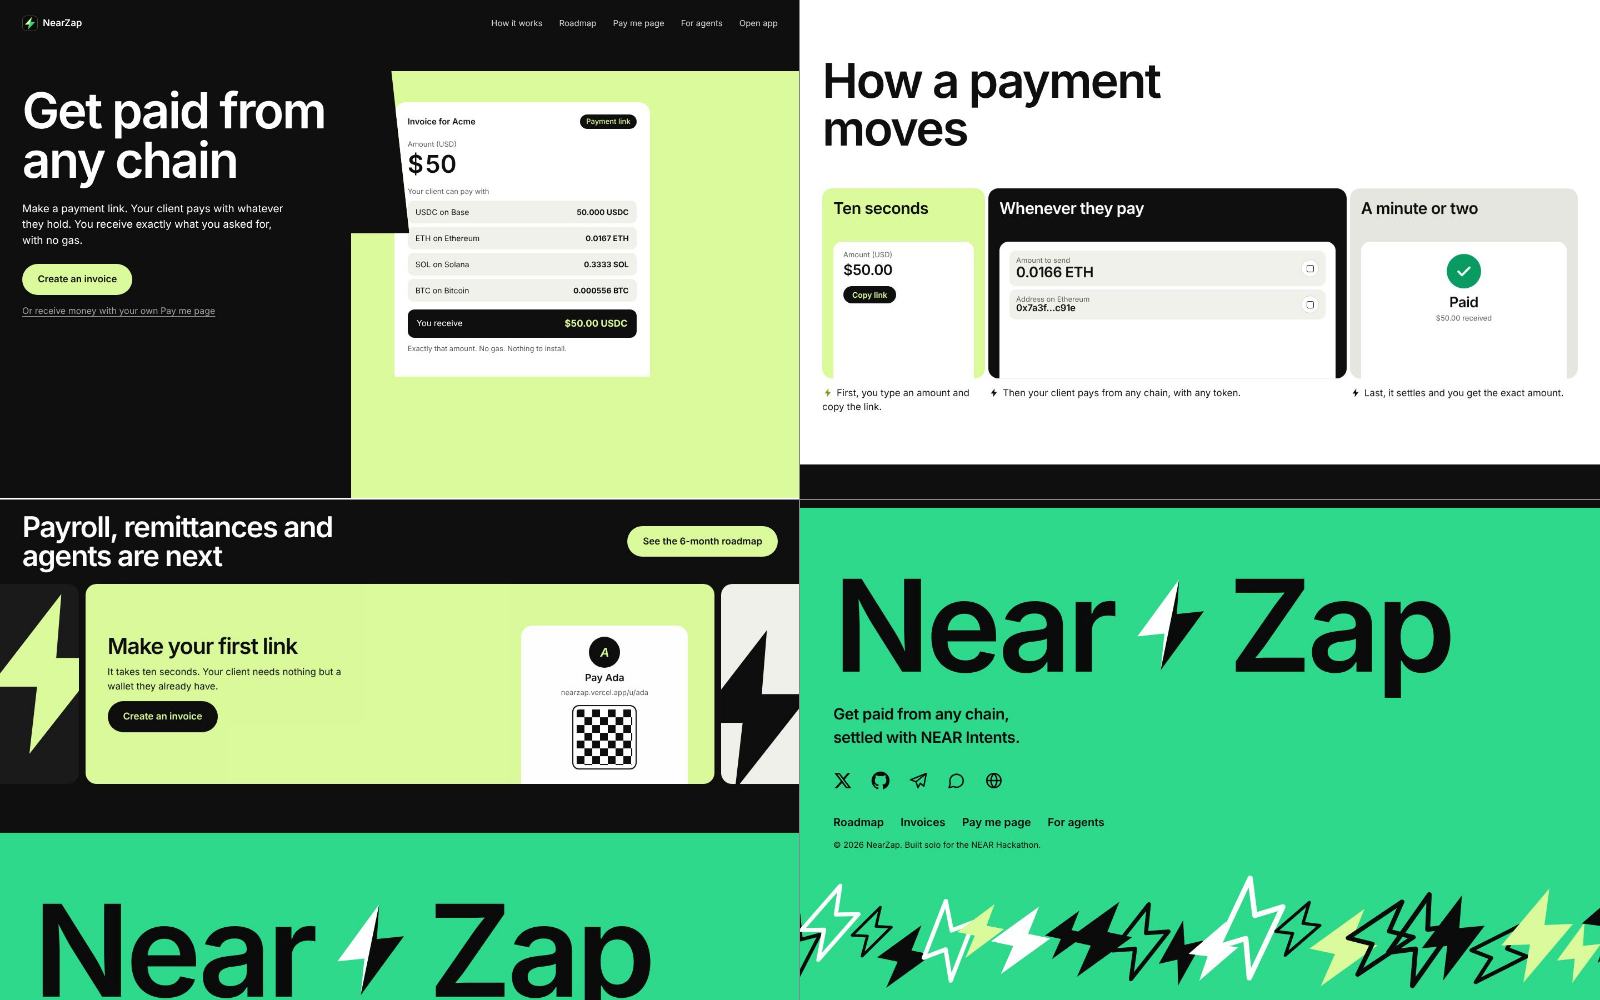 NearZap
How it works
Roadmap
Pay me page
For agents
Open app
Get paid from
any chain
Make a payment link. Your client pays with whatever
they hold. You receive exactly what you asked for,
with no gas.
Create an invoice
Or receive money with your own Pay me page
Invoice for Acme
Payment link
Amount (USD)
$50
Your client can pay with
USDC on Base 50.000 USDC
ETH on Ethereum 0.0167 ETH
SOL on Solana 0.3333 SOL
BTC on Bitcoin 0.000556 BTC
You receive $50.00 USDC
Exactly that amount. No gas. Nothing to install.
How a payment
moves
Ten seconds
Amount (USD)
$50.00
Copy link
First, you type an amount and
copy the link.
Whenever they pay
Amount to send
0.0166 ETH
Address on Ethereum
0x7a3f...c91e
Then your client pays from any chain, with any token.
A minute or two
Paid
$50.00 received
Last, it settles and you get the exact amount.
Payroll, remittances and
agents are next
See the 6-month roadmap
Make your first link
It takes ten seconds. Your client needs nothing but a
wallet they already have.
Create an invoice
A
Pay Ada
nearzap.vercel.app/u/ada
Near Zap
Near Zap
Get paid from any chain,
settled with NEAR Intents.
Roadmap
Invoices
Pay me page
For agents
© 2026 NearZap. Built solo for the NEAR Hackathon.